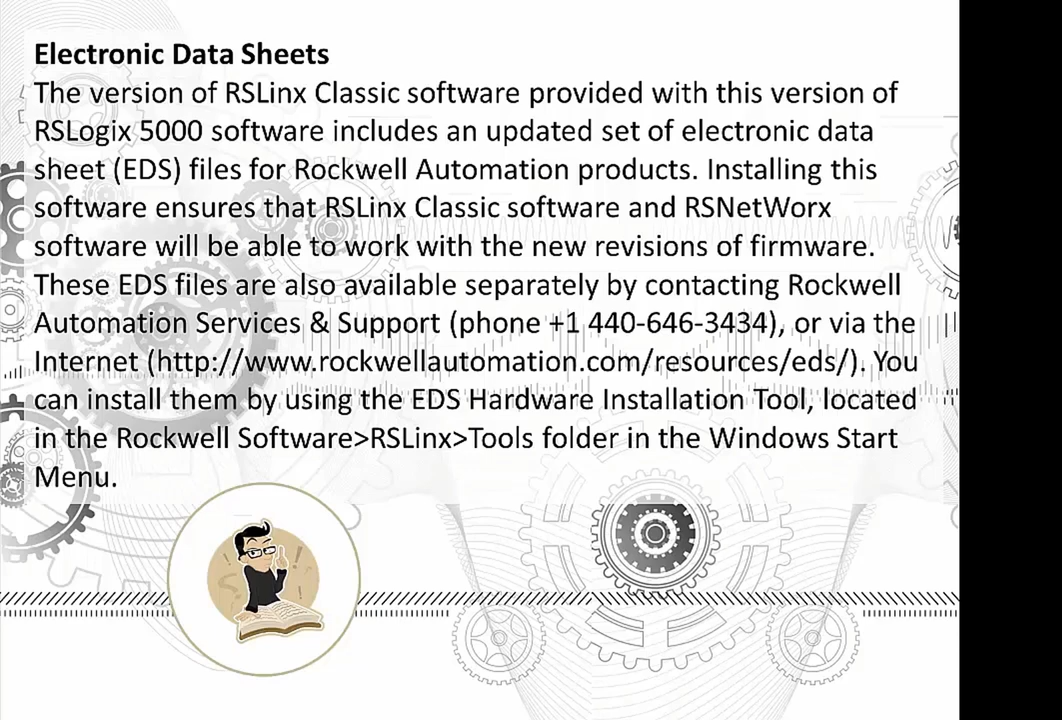 Electronic Data Sheets
The version of RSLinx Classic software provided with this version of
RSLogix 5000 software includes an updated set of electronic data
sheet (EDS) files for Rockwell Automation products. Installing this
software ensures that RSLinx Classic software and RSNetWorx
software will be able to work with the new revisions of firmware.
These EDS files are also available separately by contacting Rockwell
Automation Services & Support (phone +1 440-646-3434), or via the
Internet (http://www.rockwellautomation.com/resources/eds/). You
can install them by using the EDS Hardware Installation Tool, located
in the Rockwell Software>RSLinx>Tools folder in the Windows Start
Menu.